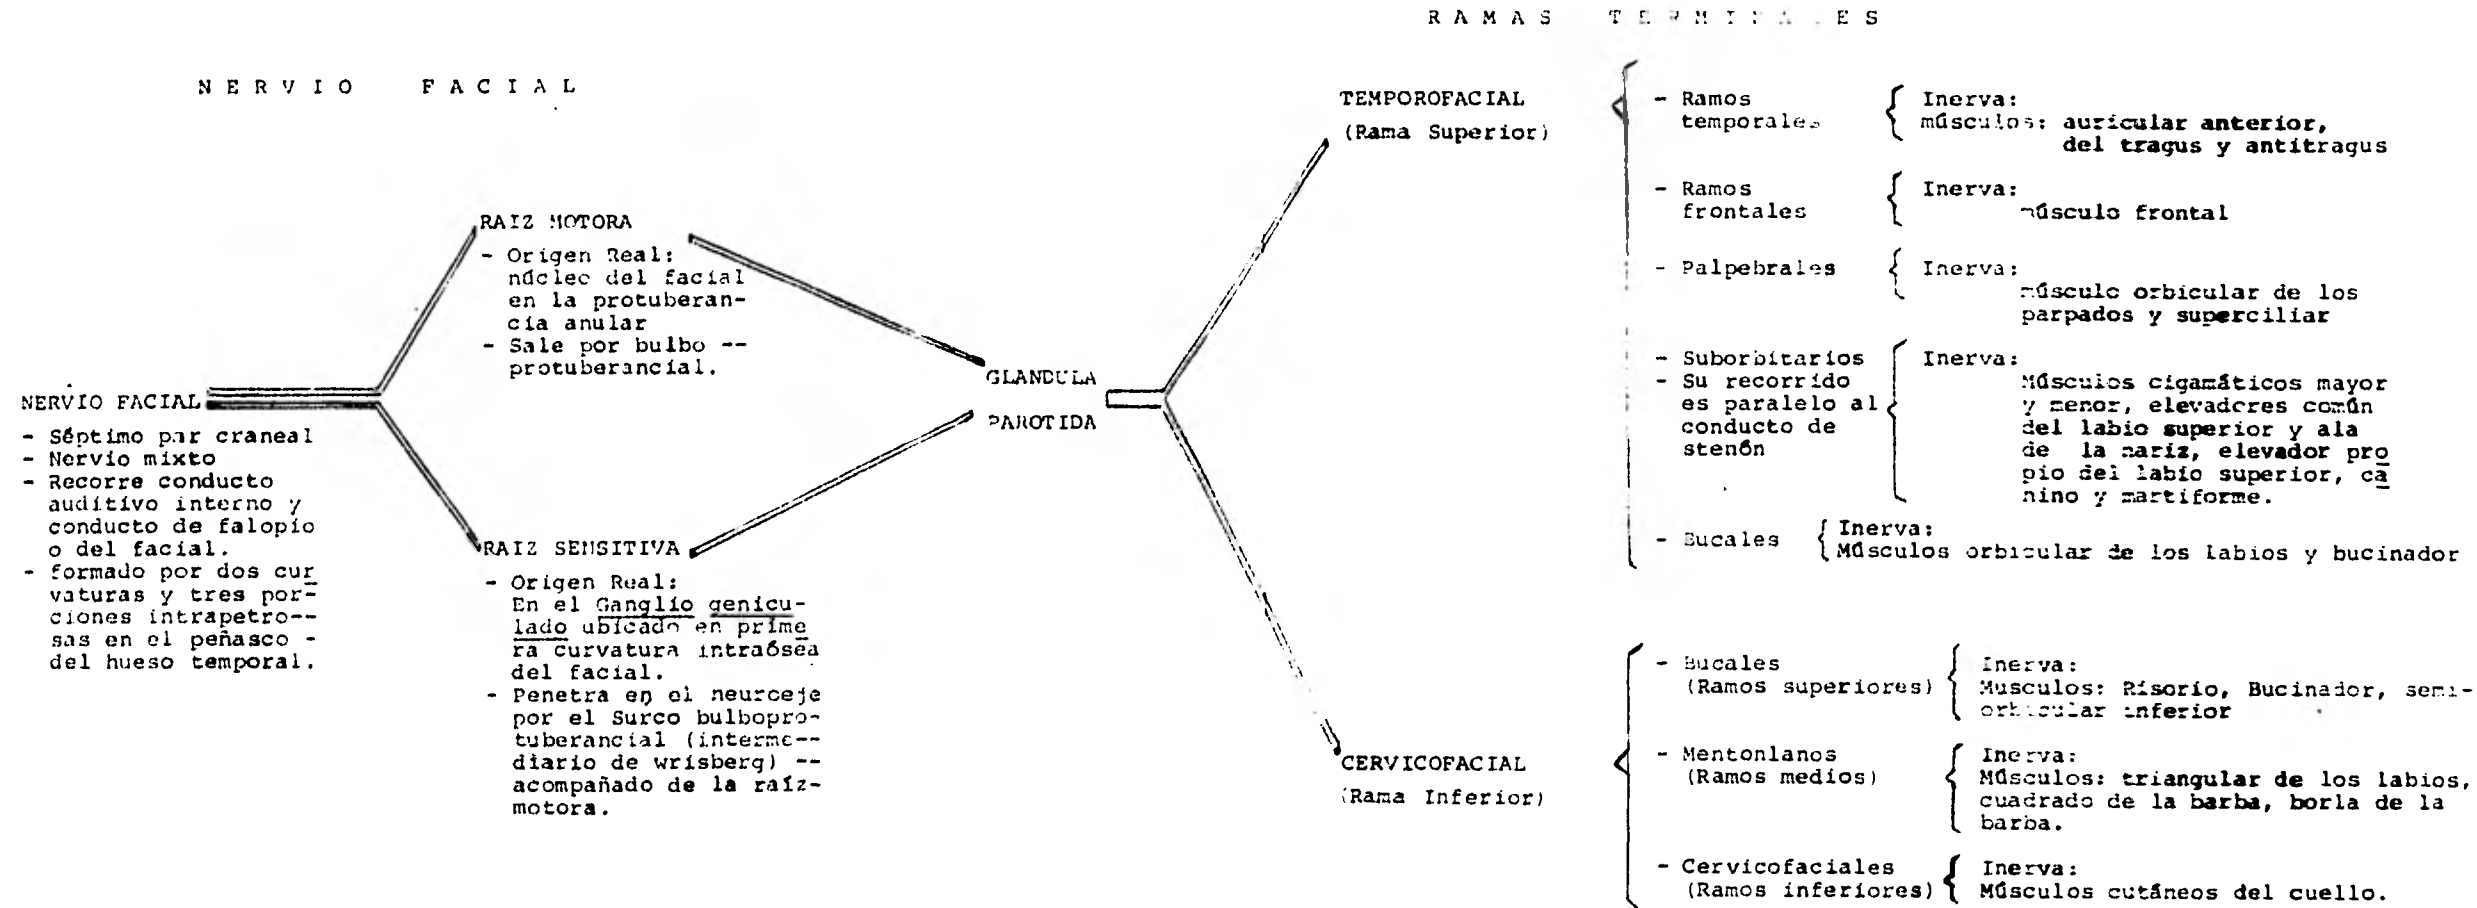 RAMAS TERMINALES
NERVIO FACIAL
NERVIO FACIAL
- Séptimo par craneal
- Nervio mixto
- Recorre conducto
auditivo interno y
conducto de falopio
o del facial.
- formado por dos cur
vaturas y tres por-
ciones intrapetro--
sas en el peñasco -
del hueso temporal.
RAIZ MOTORA
- Origen Real:
núcleo del facial
en la protuberan-
cia anular
- Sale por bulbo --
protuberancial.
RAIZ SENSITIVA
- Origen Real:
En el Ganglio genicu-
lado ubicado en prime
ra curvatura intraósea
del facial.
- Penetra en el neurceje
por el Surco bulbopro-
tuberancial (interme--
diario de wrisberg) --
acompañado de la raíz-
motora.
GLANDULA
PAROTIDA
TEMPOROFACIAL
(Rama Superior)
- Ramos
temporales
Inerva:
músculos: auricular anterior,
del tragus y antitragus
- Ramos
frontales
Inerva:
músculo frontal
- Palpebrales
Inerva:
músculo orbicular de los
parpados y superciliar
- Suborbitarios
- Su recorrido
es paralelo al
conducto de
stenón
Inerva:
Músculos cigamáticos mayor
y menor, elevadores común
del labio superior y ala
de la nariz, elevador pro
pio del labio superior, ca
nino y martiforme.
- Bucales
Inerva:
Músculos orbicular de los labios y bucinador
CERVICOFACIAL
(Rama Inferior)
- Bucales
(Ramos superiores)
Inerva:
Musculos: Risorio, Bucinador, semi-
orbicular inferior
- Mentonianos
(Ramos medios)
Inerva:
Músculos: triangular de los labios,
cuadrado de la barba, borla de la
barba.
- Cervicofaciales
(Ramos inferiores)
Inerva:
Músculos cutáneos del cuello.